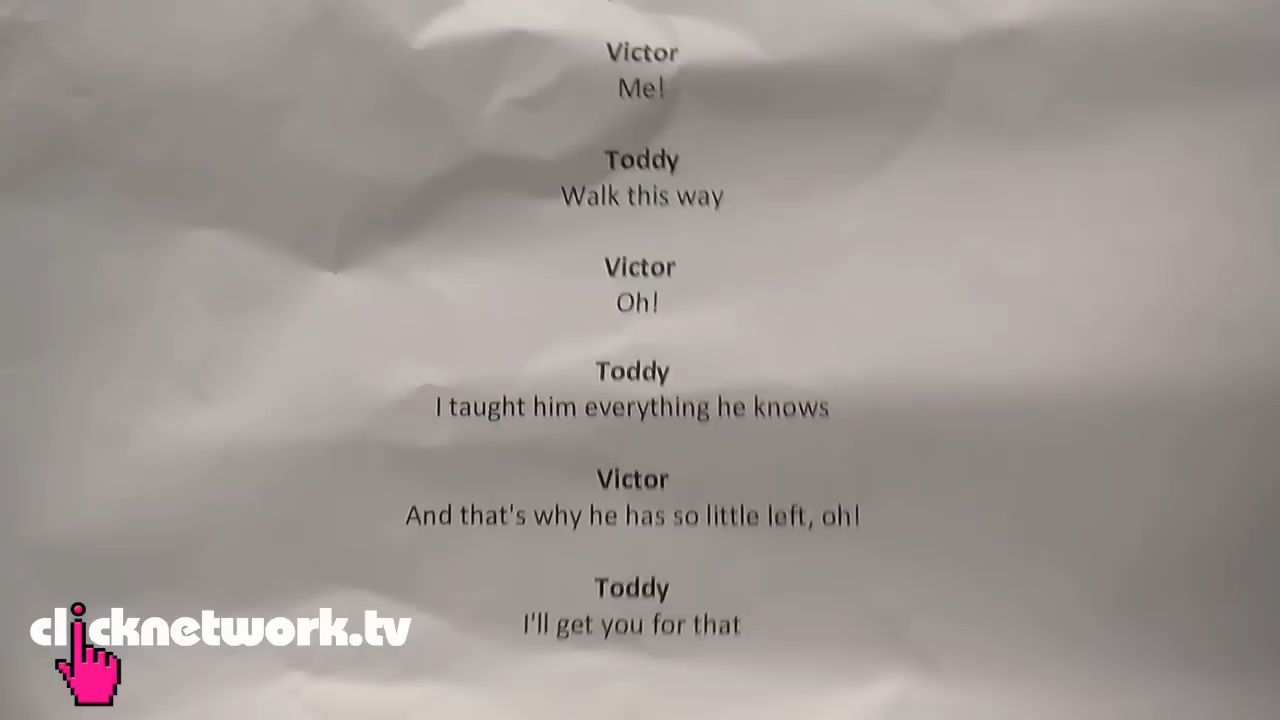 Victor
Me!
Toddy
Walk this way
Victor
Oh!
Toddy
I taught him everything he knows
Victor
And that's why he has so little left, oh!
Toddy
I'll get you for that
clicknetwork.tv